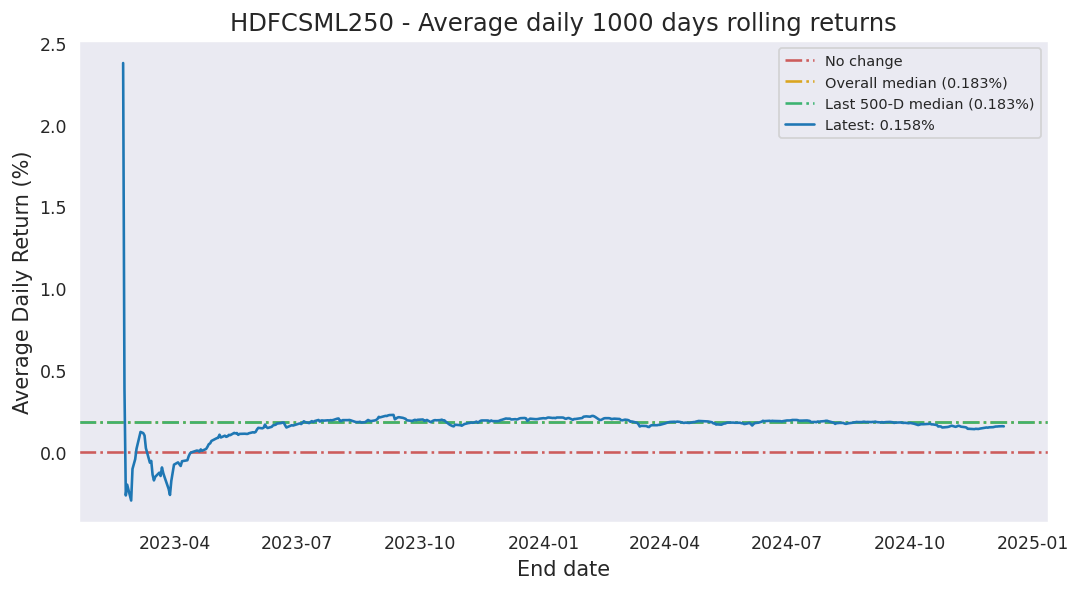 HDFCSML250 - Average daily 1000 days rolling returns
No change
Overall median (0.183%)
Last 500-D median (0.183%)
Latest: 0.158%
Average Daily Return (%)
2.5
2.0
1.5
1.0
0.5
0.0
2023-04 2023-07 2023-10 2024-01 2024-04 2024-07 2024-10 2025-01
End date